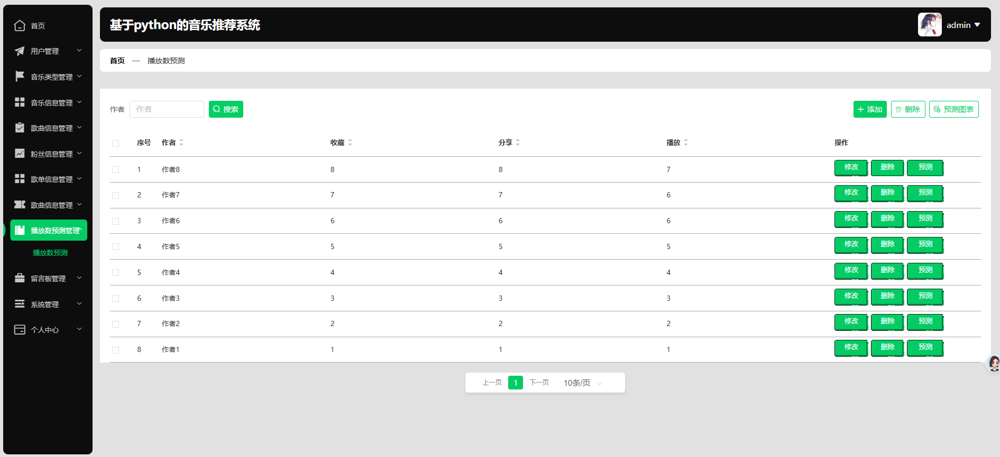 首页
用户管理
音乐类型管理
音乐信息管理
歌曲信息管理
粉丝信息管理
歌单信息管理
歌曲信息管理
播放数预测管理
播放数预测
留言板管理
系统管理
个人中心
基于python的音乐推荐系统
admin
首页 — 播放数预测
作者 作者 搜索 添加 删除 预测图表
序号 作者 收藏 分享 播放 操作
1 作者8 8 8 7 修改 删除 预测
2 作者7 7 7 6 修改 删除 预测
3 作者6 6 6 6 修改 删除 预测
4 作者5 5 5 5 修改 删除 预测
5 作者4 4 4 4 修改 删除 预测
6 作者3 3 3 3 修改 删除 预测
7 作者2 2 2 2 修改 删除 预测
8 作者1 1 1 1 修改 删除 预测
上一页 1 下一页 10条/页